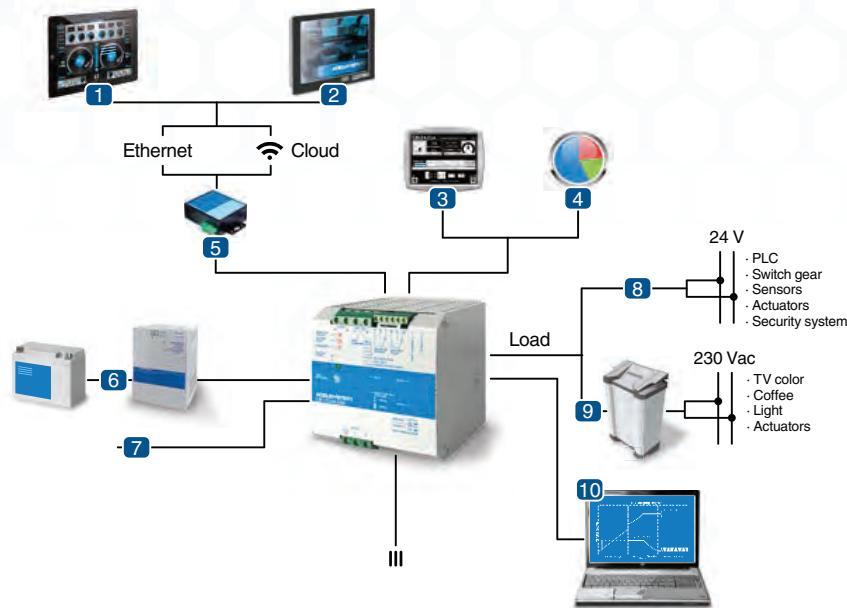 1
2
Ethernet
Cloud
3
4
5
24 V
· PLC
· Switch gear
· Sensors
· Actuators
· Security system
8
Load
6
230 Vac
· TV color
· Coffee
· Light
· Actuators
9
7
10